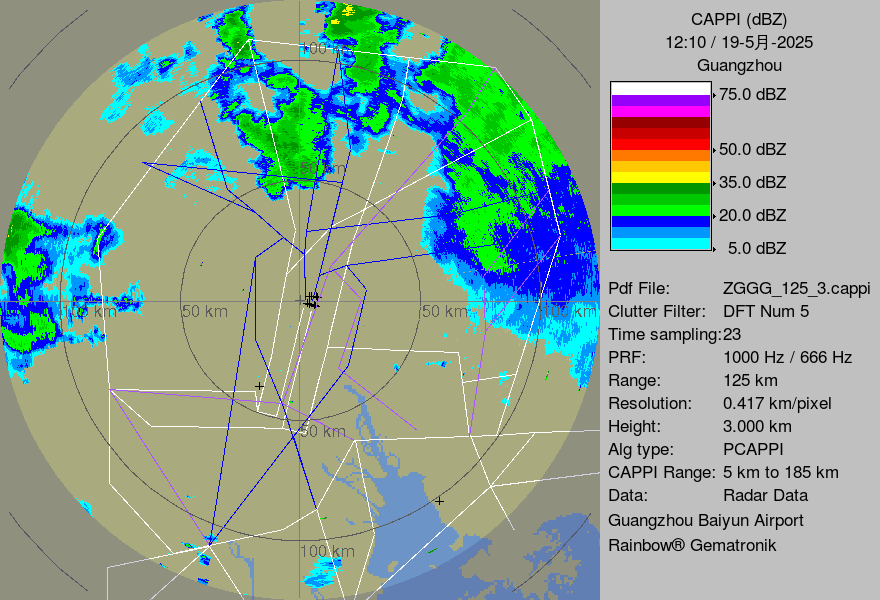 CAPPI (dBZ)
12:10 / 19-5月-2025
Guangzhou
75.0 dBZ
50.0 dBZ
35.0 dBZ
20.0 dBZ
5.0 dBZ
Pdf File: ZGGG_125_3.cappi
Clutter Filter: DFT Num 5
Time sampling:23
PRF: 1000 Hz / 666 Hz
Range: 125 km
Resolution: 0.417 km/pixel
Height: 3.000 km
Alg type: PCAPPI
CAPPI Range: 5 km to 185 km
Data: Radar Data
Guangzhou Baiyun Airport
Rainbow® Gematronik
100 km
50 km
100 km
50 km
50 km
100 km
50 km
100 km